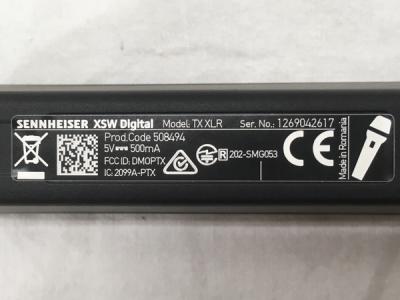 SENNHEISER XSW Digital Model: TX XLR Ser. No.: 1269042617
Prod.Code 508494
5V⎓500mA
FCC ID: DMOPTX
IC: 2099A-PTX
R 202-SMG053
CE
Made in Romania